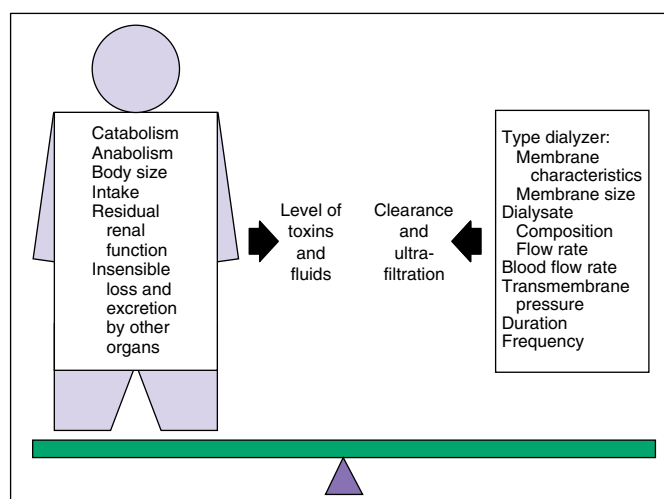 Catabolism
Anabolism
Body size
Intake
Residual
renal
function
Insensible
loss and
excretion
by other
organs
Level of
toxins
and
fluids
Clearance
and
ultra-
filtration
Type dialyzer:
Membrane
characteristics
Membrane size
Dialysate
Composition
Flow rate
Blood flow rate
Transmembrane
pressure
Duration
Frequency